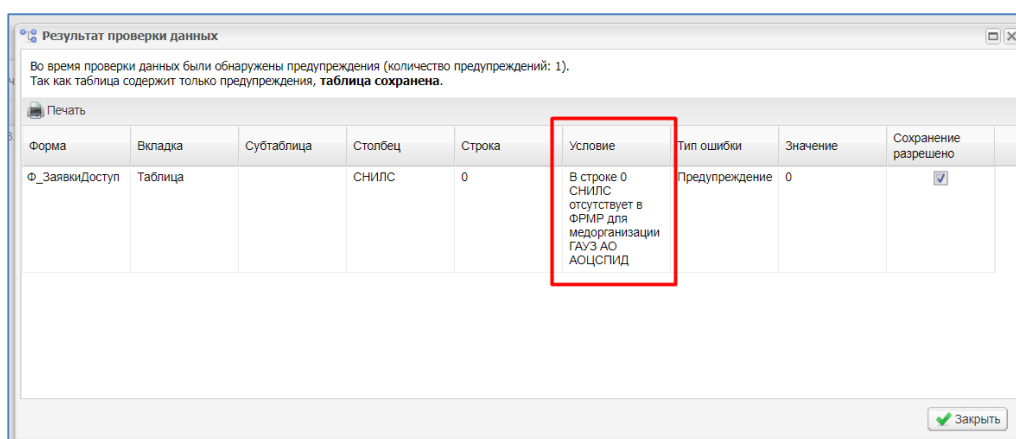 Результат проверки данных
Во время проверки данных были обнаружены предупреждения (количество предупреждений: 1).
Так как таблица содержит только предупреждения, таблица сохранена.
Печать
Форма
Вкладка
Субтаблица
Столбец
Строка
Условие
Тип ошибки
Значение
Сохранение
разрешено
Ф_ЗаявкиДоступ
Таблица
СНИЛС
0
В строке 0
СНИЛС
отсутствует в
ФРМР для
медорганизации
ГАУЗ АО
АОЦСПИД
Предупреждение
0
Закрыть